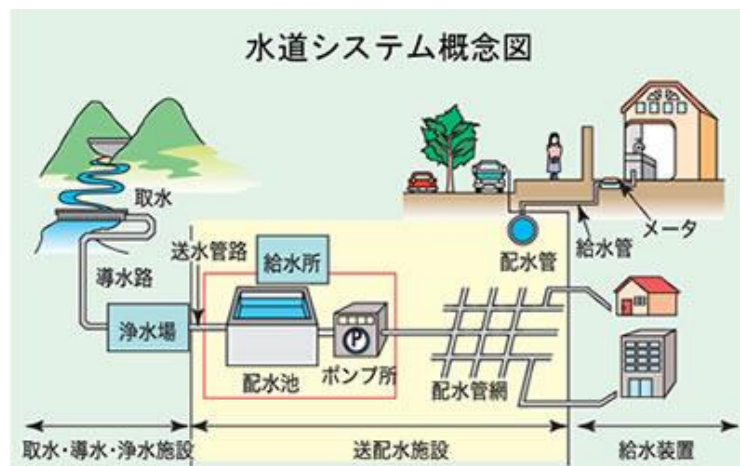 水道システム概念図
取水
導水路
浄水場
送水管路
給水所
配水池
P
ポンプ所
配水管網
配水管
給水管
メータ
取水・導水・浄水施設
送配水施設
給水装置